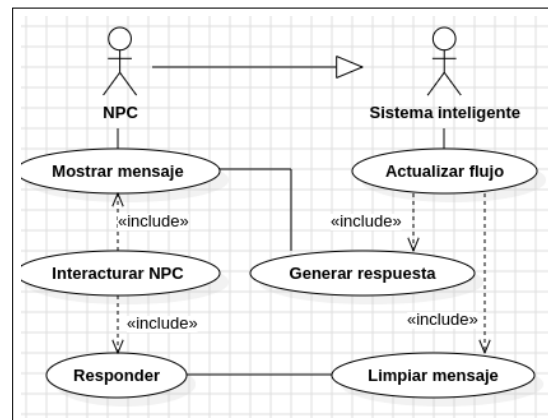 NPC
Sistema inteligente
Mostrar mensaje
Actualizar flujo
«include»
«include»
Interacturar NPC
Generar respuesta
«include»
«include»
Responder
Limpiar mensaje